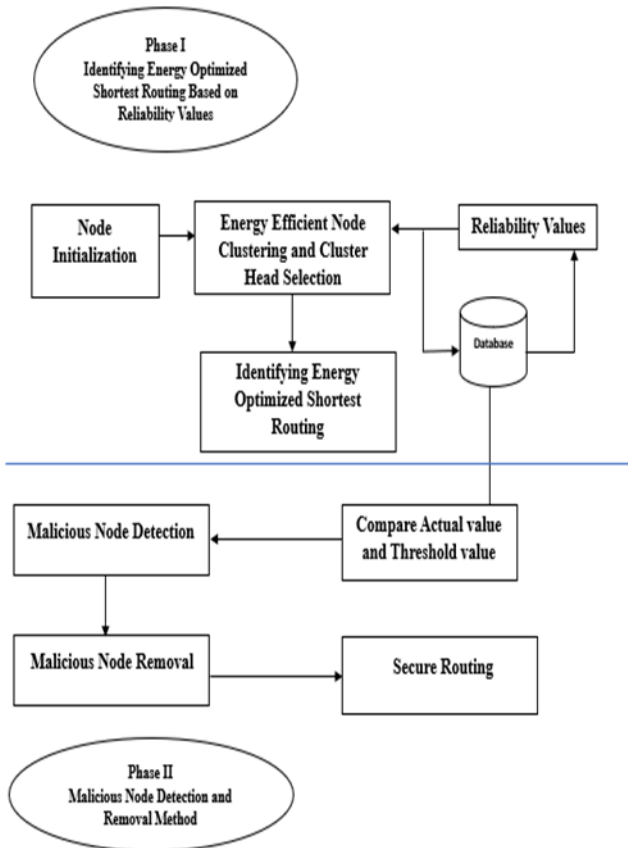 Phase I
Identifying Energy Optimized
Shortest Routing Based on
Reliability Values
Node
Initialization
Energy Efficient Node
Clustering and Cluster
Head Selection
Reliability Values
Database
Identifying Energy
Optimized Shortest
Routing
Malicious Node Detection
Compare Actual value
and Threshold value
Malicious Node Removal
Secure Routing
Phase II
Malicious Node Detection and
Removal Method